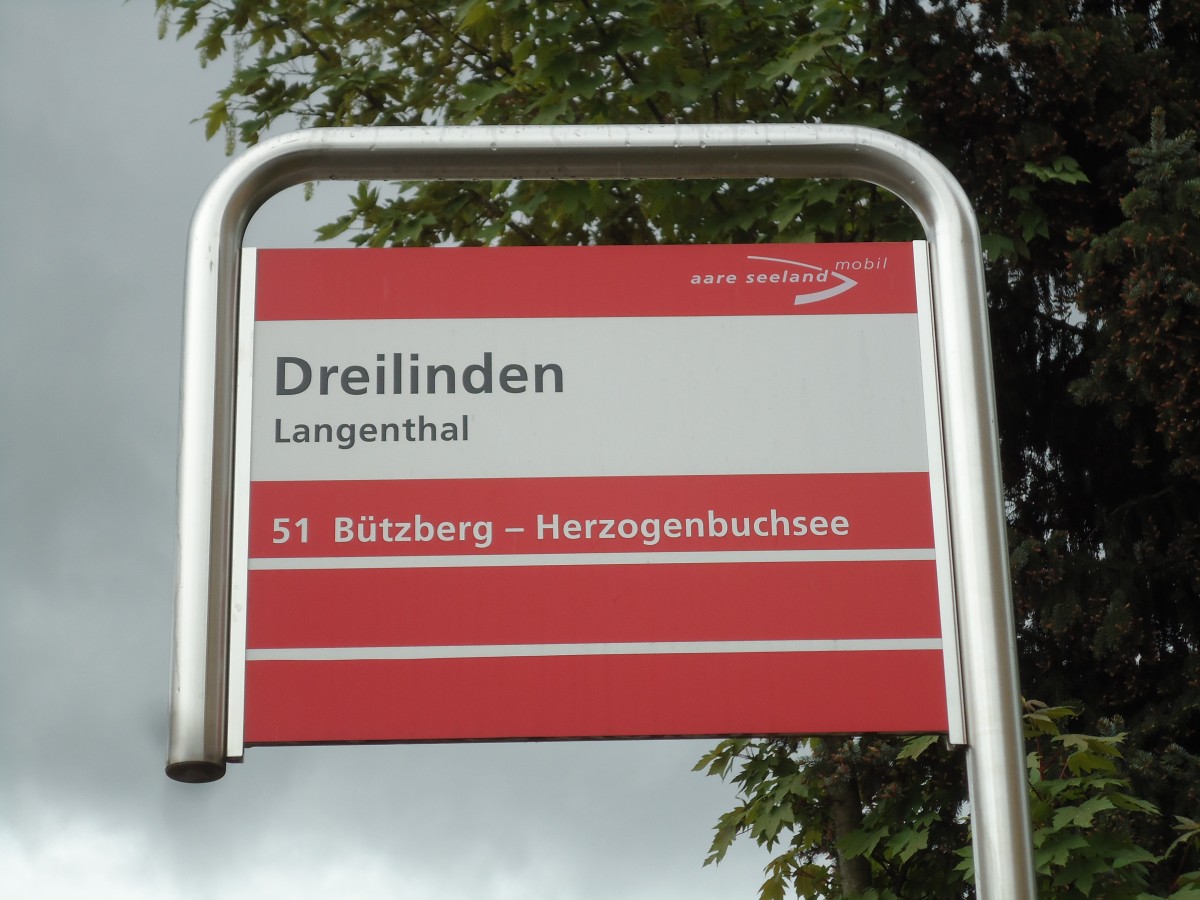 aare seeland mobil
Dreilinden
Langenthal
51 Bützberg – Herzogenbuchsee